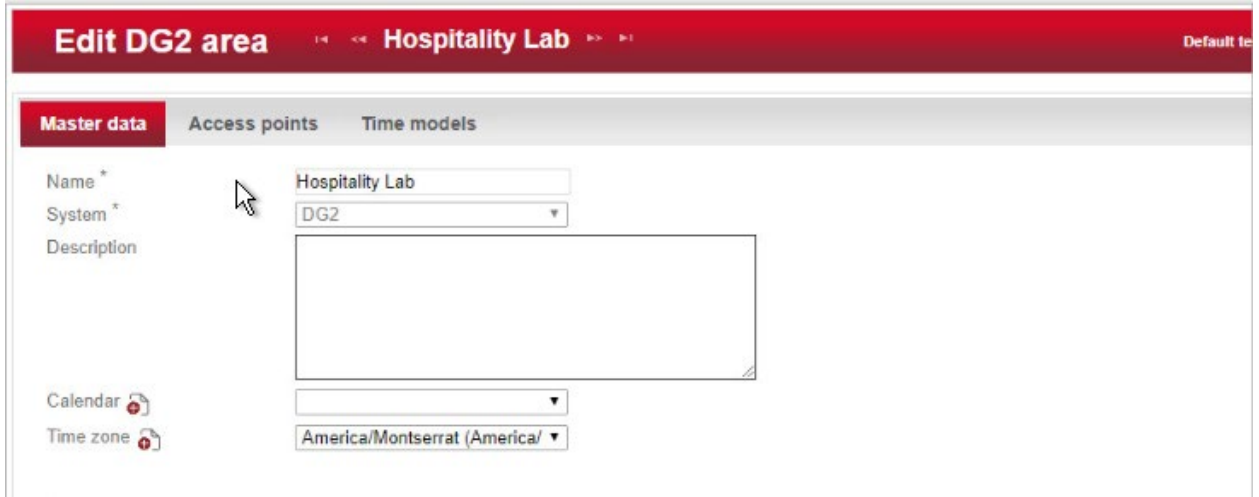 Edit DG2 area Hospitality Lab Default te
Master data Access points Time models
Name * Hospitality Lab
System * DG2
Description
Calendar
Time zone America/Montserrat (America/